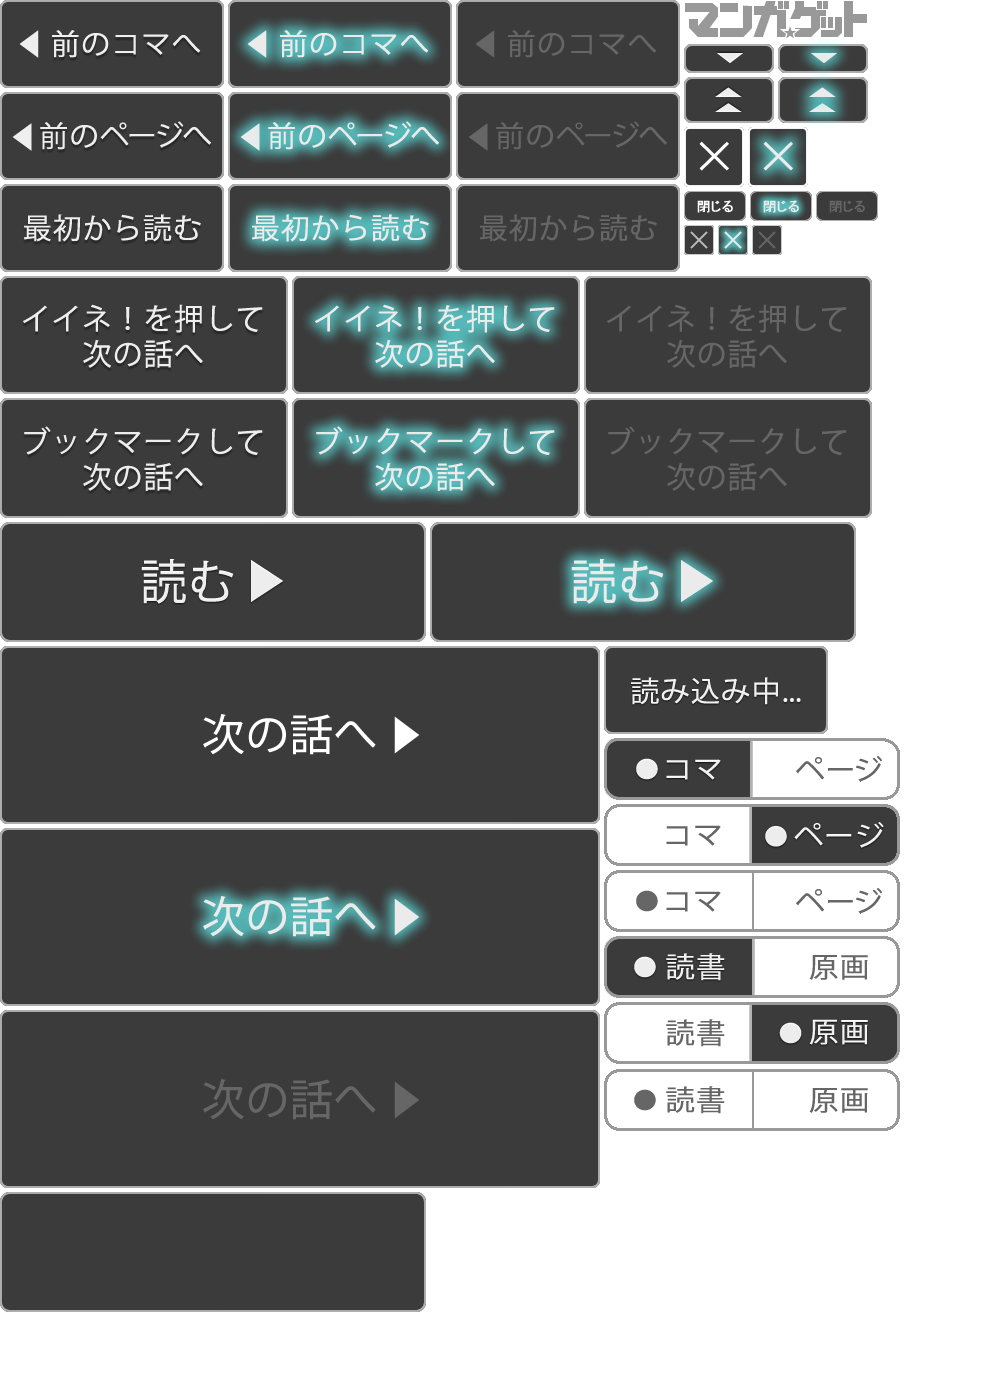 ◀ 前のコマへ
◀ 前のコマへ
◀ 前のコマへ
マンガ☆ゲット
◀ 前のページへ
◀ 前のページへ
◀ 前のページへ
最初から読む
最初から読む
最初から読む
閉じる
閉じる
閉じる
イイネ！を押して
次の話へ
イイネ！を押して
次の話へ
イイネ！を押して
次の話へ
ブックマークして
次の話へ
ブックマークして
次の話へ
ブックマークして
次の話へ
読む ▶
読む ▶
次の話へ ▶
次の話へ ▶
次の話へ ▶
読み込み中...
●コマ ページ
コマ ●ページ
●コマ ページ
● 読書 原画
読書 ●原画
● 読書 原画